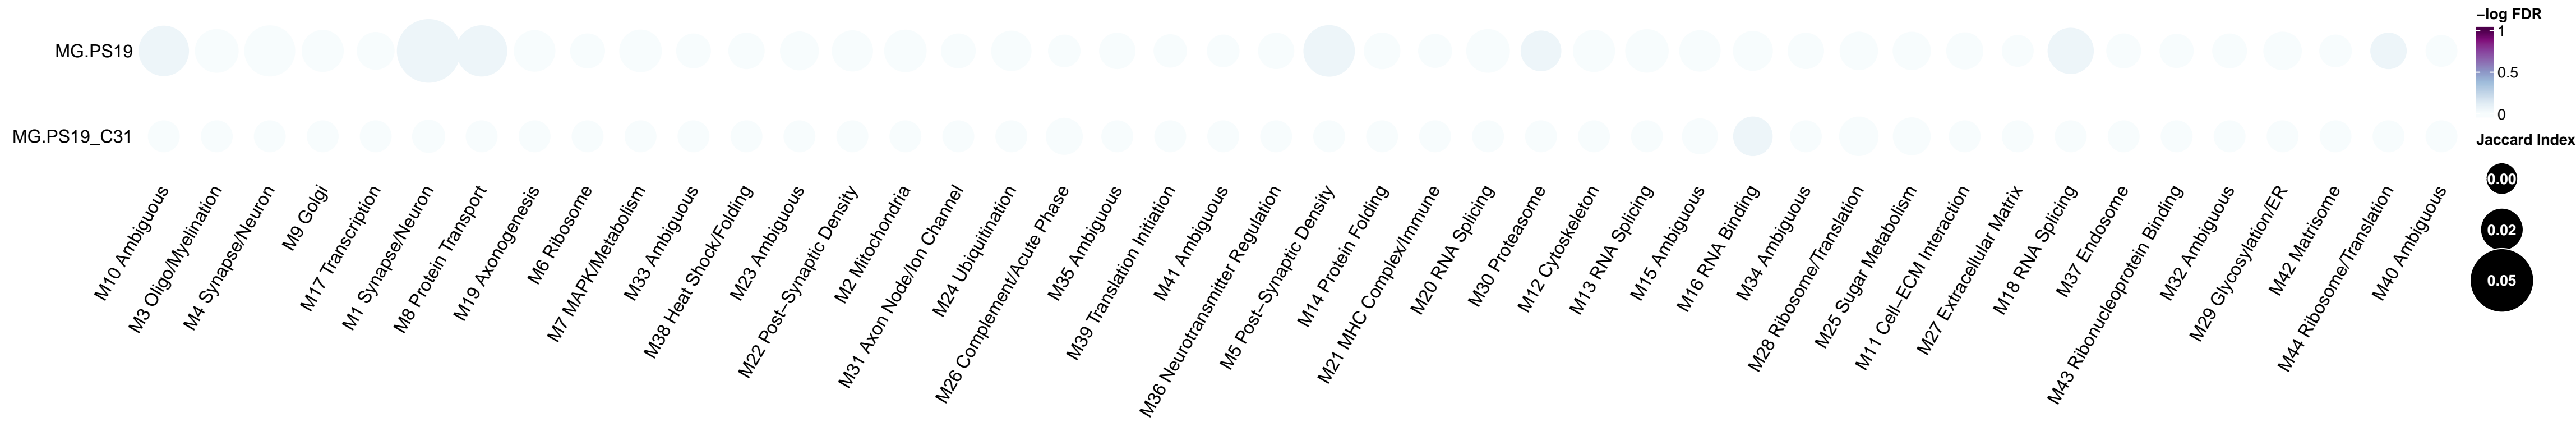 MG.PS19
MG.PS19_C31
M10 Ambiguous
M3 Oligo/Myelination
M4 Synapse/Neuron
M9 Golgi
M17 Transcription
M1 Synapse/Neuron
M8 Protein Transport
M19 Axonogenesis
M6 Ribosome
M7 MAPK/Metabolism
M33 Ambiguous
M38 Heat Shock/Folding
M23 Ambiguous
M22 Post−Synaptic Density
M2 Mitochondria
M31 Axon Node/Ion Channel
M24 Ubiquitination
M26 Complement/Acute Phase
M35 Ambiguous
M39 Translation Initiation
M41 Ambiguous
M36 Neurotransmitter Regulation
M5 Post−Synaptic Density
M14 Protein Folding
M21 MHC Complex/Immune
M20 RNA Splicing
M30 Proteasome
M12 Cytoskeleton
M13 RNA Splicing
M15 Ambiguous
M16 RNA Binding
M34 Ambiguous
M28 Ribosome/Translation
M25 Sugar Metabolism
M11 Cell−ECM Interaction
M27 Extracellular Matrix
M18 RNA Splicing
M37 Endosome
M43 Ribonucleoprotein Binding
M32 Ambiguous
M29 Glycosylation/ER
M42 Matrisome
M44 Ribosome/Translation
M40 Ambiguous
−log FDR
1
0.5
0
Jaccard Index
0.00
0.02
0.05